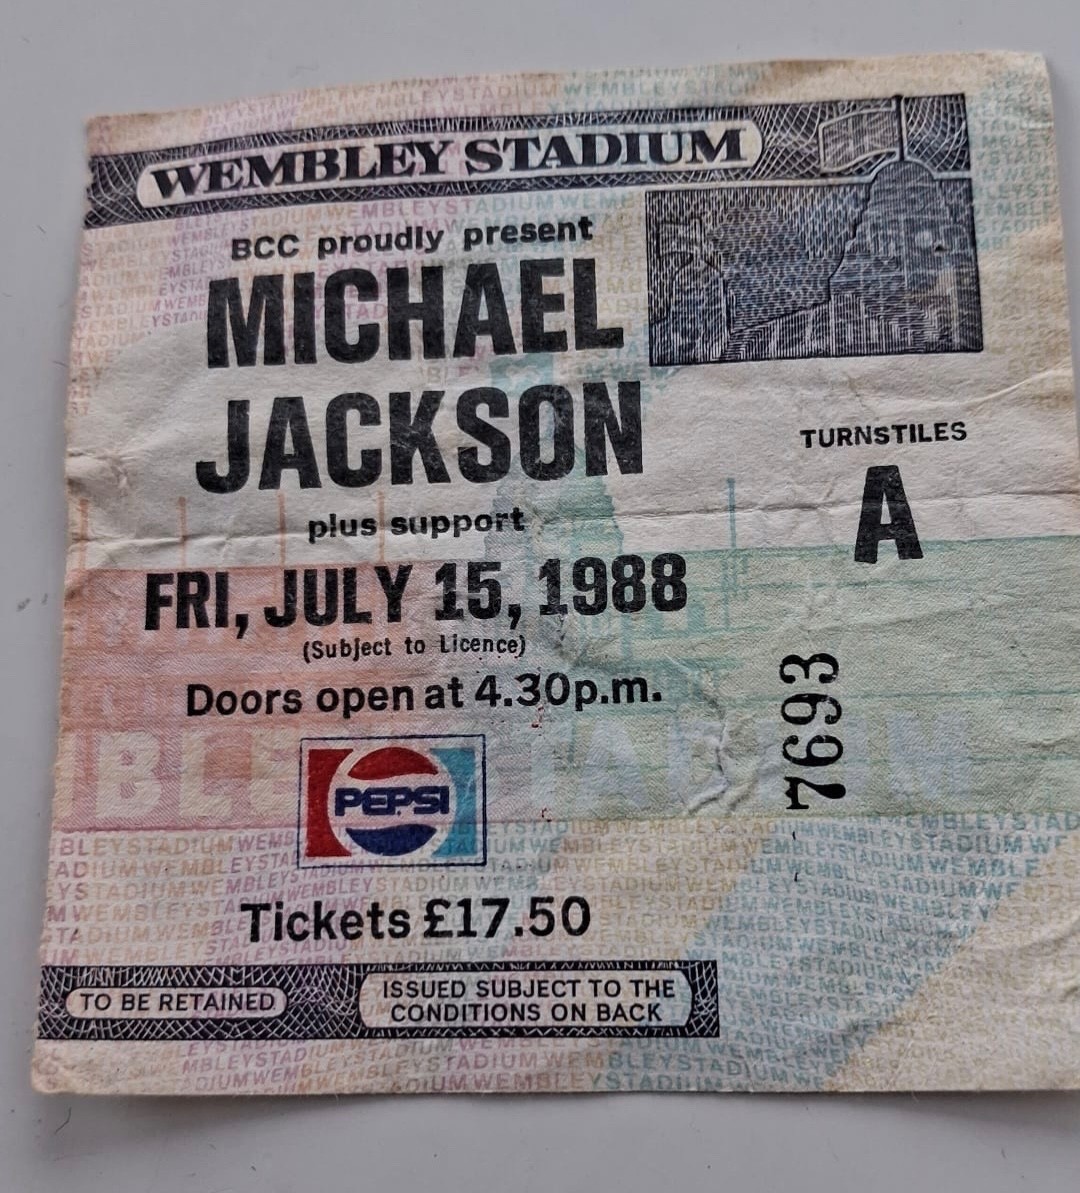 WEMBLEY STADIUM
BCC proudly present
MICHAEL
JACKSON
TURNSTILES
A
plus support
FRI, JULY 15, 1988
(Subject to Licence)
Doors open at 4.30p.m.
7693
PEPSI
Tickets £17.50
TO BE RETAINED
ISSUED SUBJECT TO THE
CONDITIONS ON BACK